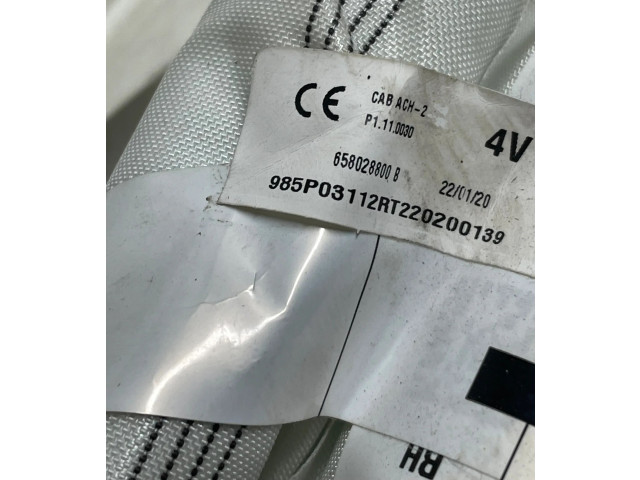 CE
CAB ACH-2
P1.11.0030
4V
658028800 B
22/01/20
985P03112RT220200139
RH